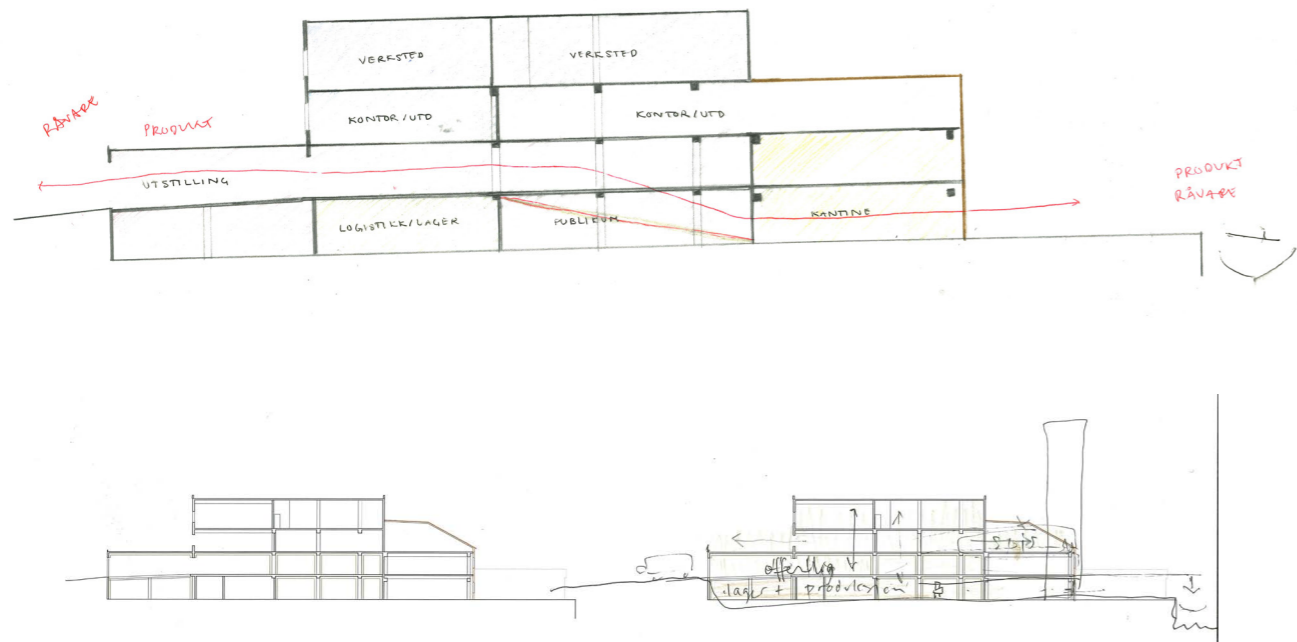 VERKSTED
VERKSTED
RÅVARE
PRODUKT
KONTOR/UTD
KONTOR/UTD
UTSTILLING
PRODUKT
RÅVARE
LOGISTIKK/LAGER
PUBLIKUM
KANTINE
offentlig
lager + produksjon